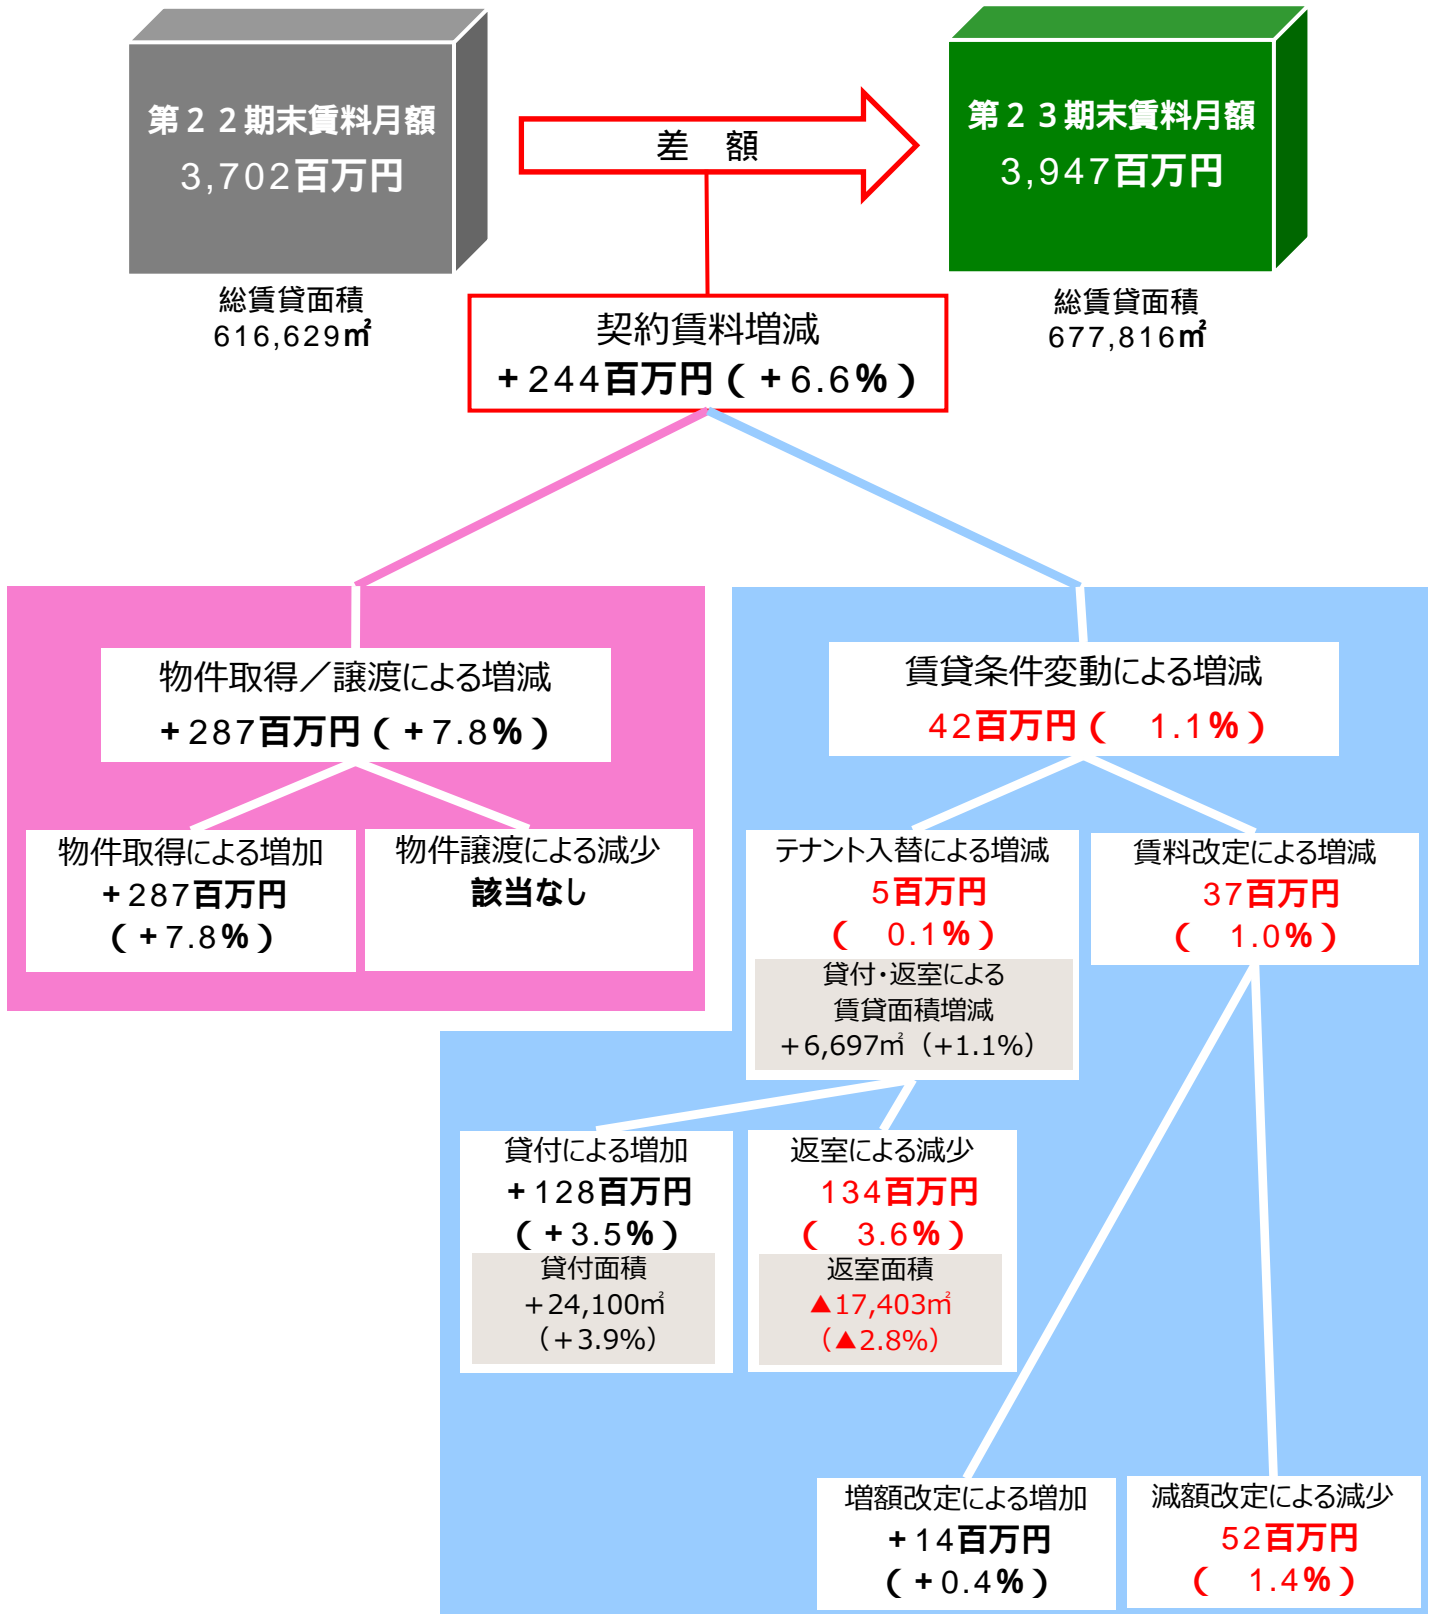 第２２期末賃料月額
3,702百万円
総賃貸面積
616,629㎡
差　額
第２３期末賃料月額
3,947百万円
総賃貸面積
677,816㎡
契約賃料増減
+244百万円（+6.6%）
物件取得／譲渡による増減
+287百万円（+7.8%）
物件取得による増加
+287百万円
（+7.8%）
物件譲渡による減少
該当なし
賃貸条件変動による増減
42百万円（　1.1%）
テナント入替による増減
5百万円
（　0.1%）
貸付・返室による
賃貸面積増減
+6,697㎡（+1.1%）
賃料改定による増減
37百万円
（　1.0%）
貸付による増加
+128百万円
（+3.5%）
貸付面積
+24,100㎡
（+3.9%）
返室による減少
134百万円
（　3.6%）
返室面積
▲17,403㎡
（▲2.8%）
増額改定による増加
+14百万円
（+0.4%）
減額改定による減少
52百万円
（　1.4%）